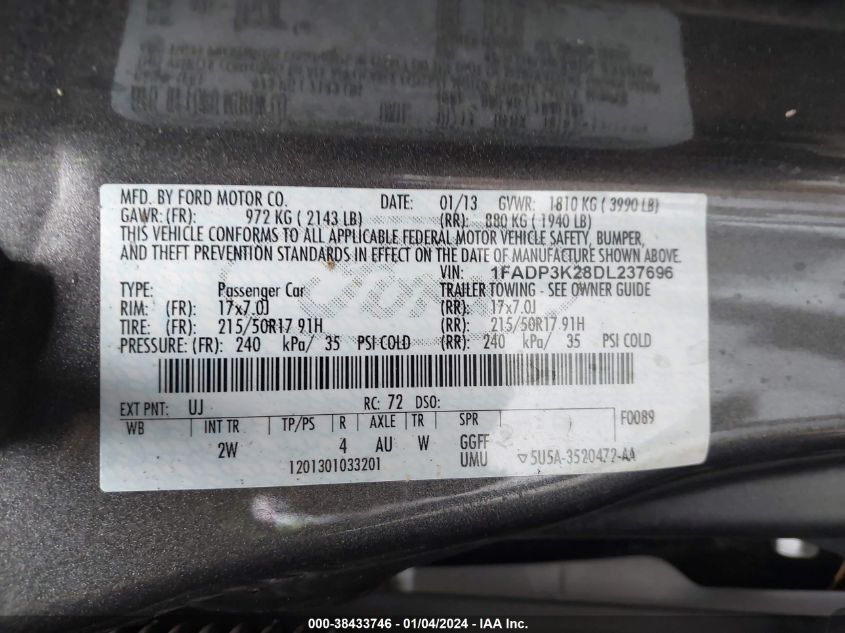 MFD. BY FORD MOTOR CO. DATE: 01/13 GVWR: 1810 KG ( 3990 LB)
GAWR: (FR): 972 KG ( 2143 LB) (RR): 880 KG ( 1940 LB)
THIS VEHICLE CONFORMS TO ALL APPLICABLE FEDERAL MOTOR VEHICLE SAFETY, BUMPER,
AND THEFT PREVENTION STANDARDS IN EFFECT ON THE DATE OF MANUFACTURE SHOWN ABOVE.
VIN: 1FADP3K28DL237696
TYPE: Passenger Car TRAILER TOWING - SEE OWNER GUIDE
RIM: (FR): 17x7.0J (RR): 17x7.0J
TIRE: (FR): 215/50R17 91H (RR): 215/50R17 91H
PRESSURE: (FR): 240 kPa/ 35 PSI COLD (RR): 240 kPa/ 35 PSI COLD
EXT PNT: UJ RC: 72 DSO: F0089
WB INT TR TP/PS R AXLE TR SPR
2W 4 AU W GGFF
1201301033201 UMU 5U5A-3520472-AA
000-38433746 - 01/04/2024 - IAA Inc.